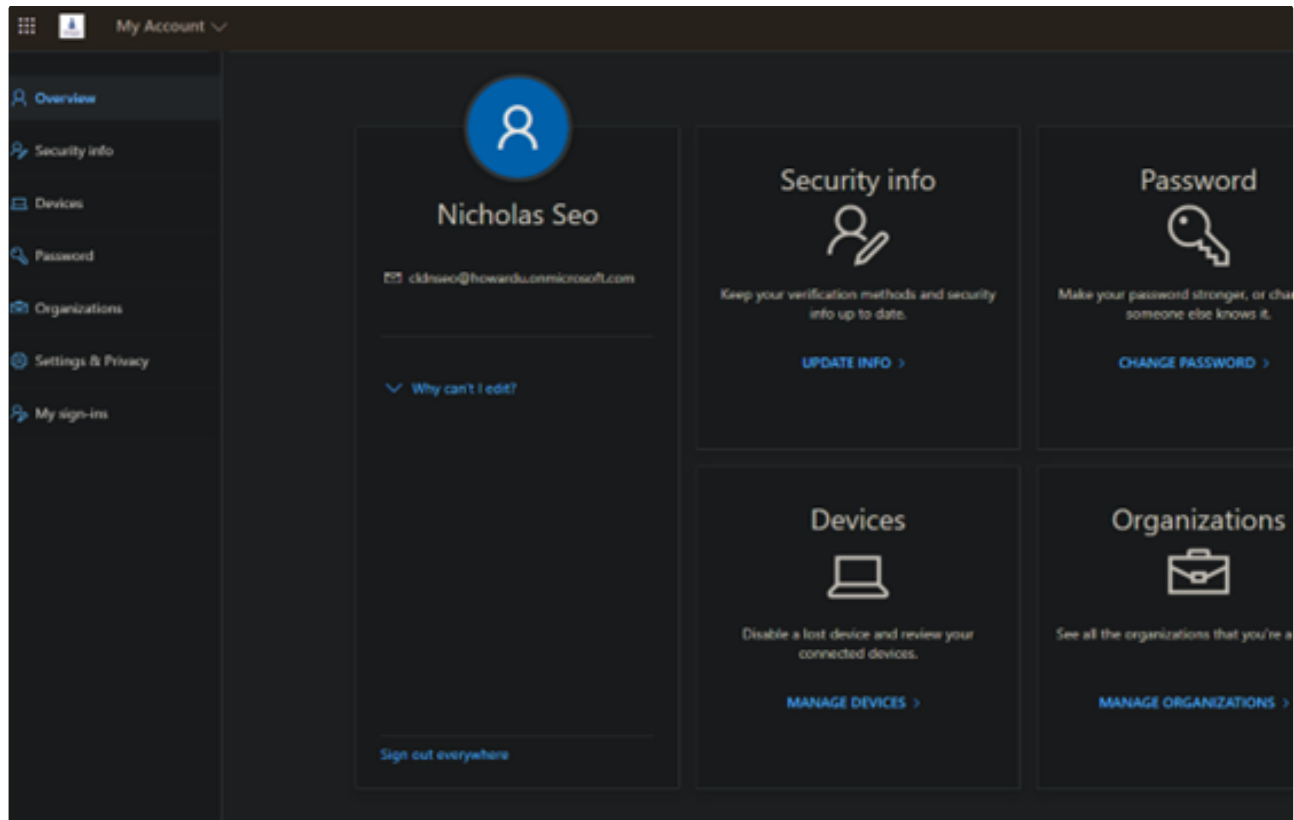 My Account
Overview
Security info
Devices
Password
Organizations
Settings & Privacy
My sign-ins
Nicholas Seo
ckdnseo@howardu.onmicrosoft.com
Why can't I edit?
Sign out everywhere
Security info
Keep your verification methods and security
info up to date.
UPDATE INFO >
Password
Make your password stronger, or cha
someone else knows it.
CHANGE PASSWORD >
Devices
Disable a lost device and review your
connected devices.
MANAGE DEVICES >
Organizations
See all the organizations that you're a
MANAGE ORGANIZATIONS >